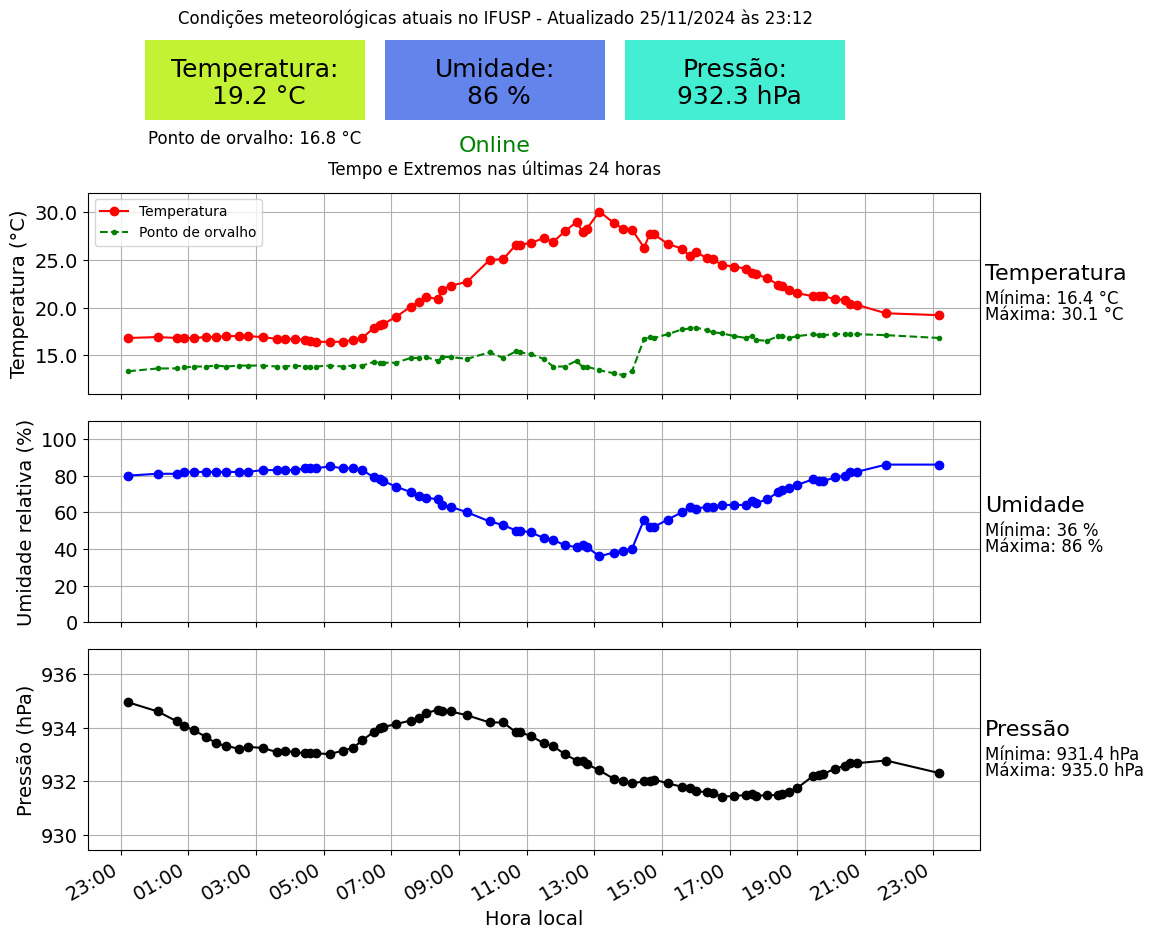 Condições meteorológicas atuais no IFUSP - Atualizado 25/11/2024 às 23:12
Temperatura:
19.2 °C
Umidade:
86 %
Pressão:
932.3 hPa
Ponto de orvalho: 16.8 °C
Online
Tempo e Extremos nas últimas 24 horas
Temperatura (°C)
30.0
25.0
20.0
15.0
Temperatura
Ponto de orvalho
Temperatura
Mínima: 16.4 °C
Máxima: 30.1 °C
Umidade relativa (%)
100
80
60
40
20
0
Umidade
Mínima: 36 %
Máxima: 86 %
Pressão (hPa)
936
934
932
930
Pressão
Mínima: 931.4 hPa
Máxima: 935.0 hPa
23:00 01:00 03:00 05:00 07:00 09:00 11:00 13:00 15:00 17:00 19:00 21:00 23:00
Hora local